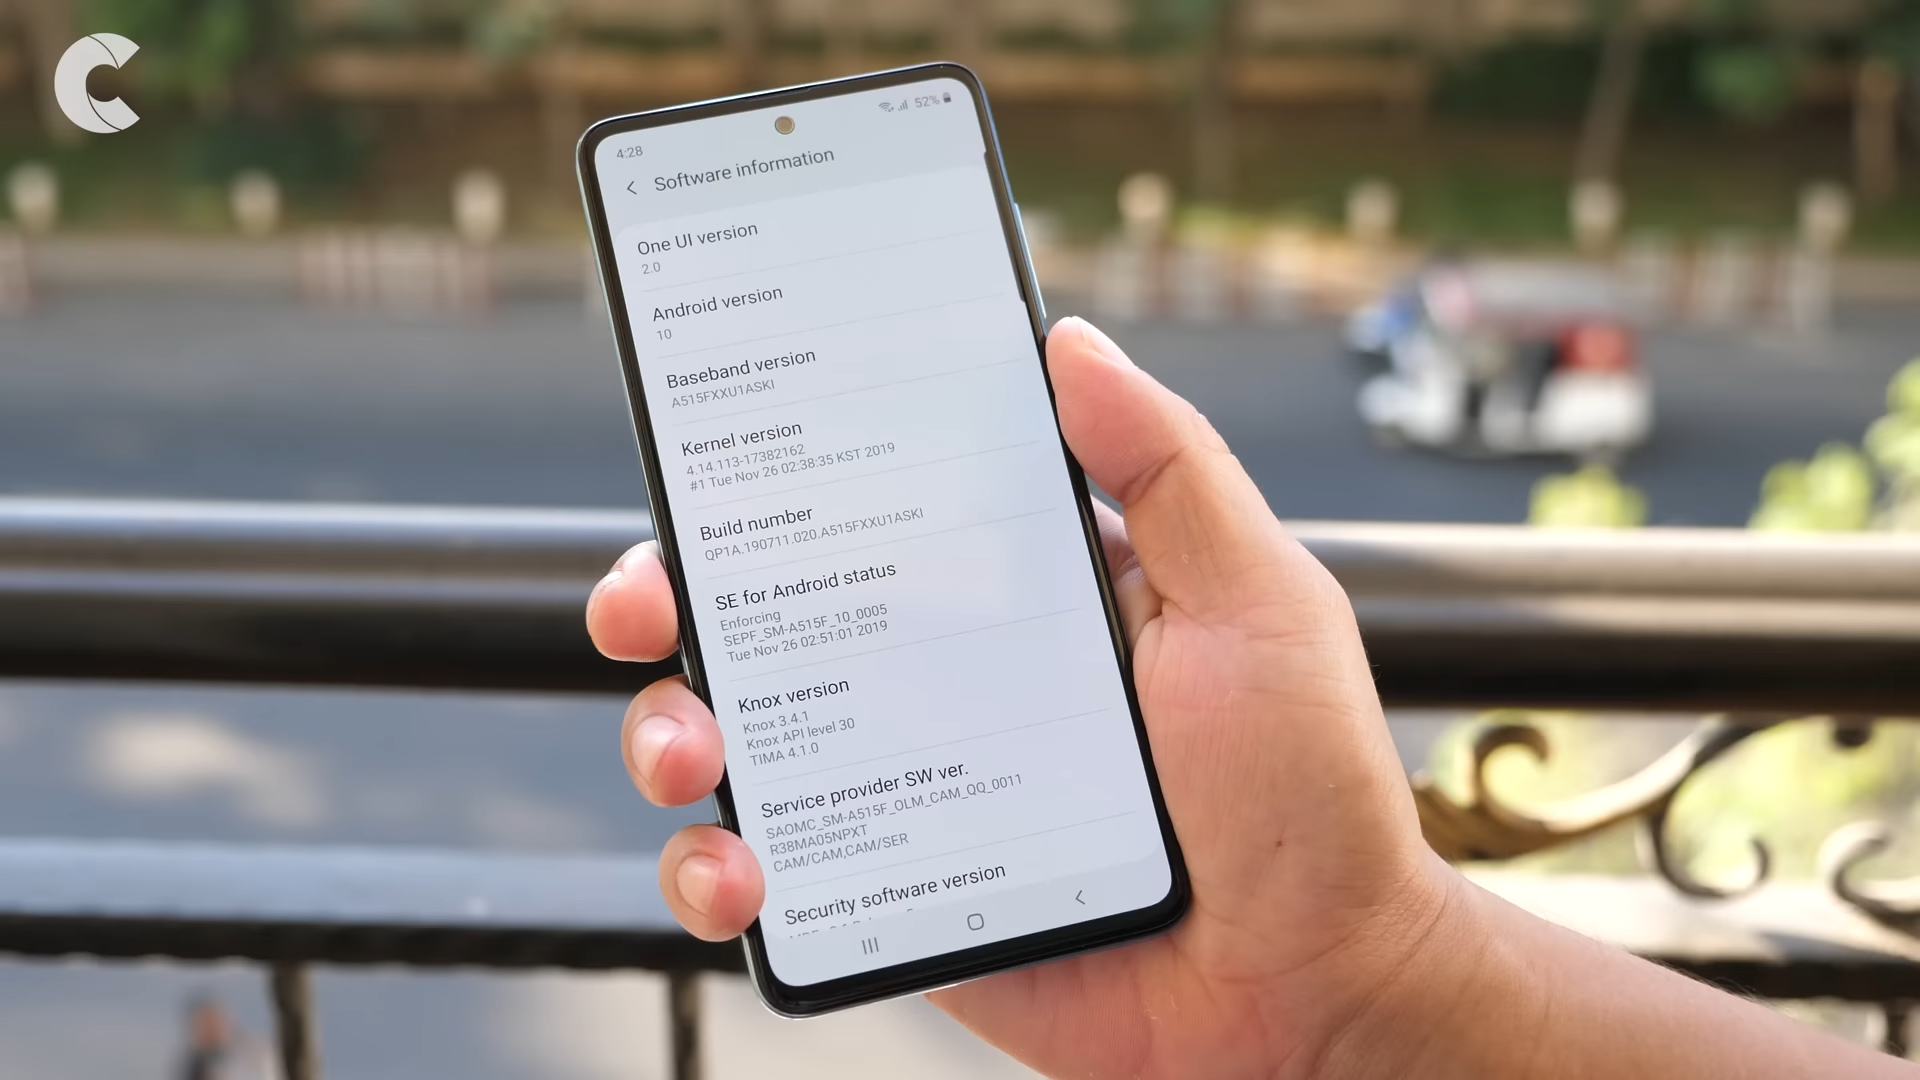 4:28
52%
Software information
One UI version
2.0
Android version
10
Baseband version
A515FXXU1ASKI
Kernel version
4.14.113-17382162
#1 Tue Nov 26 02:38:35 KST 2019
Build number
QP1A.190711.020.A515FXXU1ASKI
SE for Android status
Enforcing
SEPF_SM-A515F_10_0005
Tue Nov 26 02:51:01 2019
Knox version
Knox 3.4.1
Knox API level 30
TIMA 4.1.0
Service provider SW ver.
SAOMC_SM-A515F_OLM_CAM_QQ_0011
R38MA05NPXT
CAM/CAM,CAM/SER
Security software version